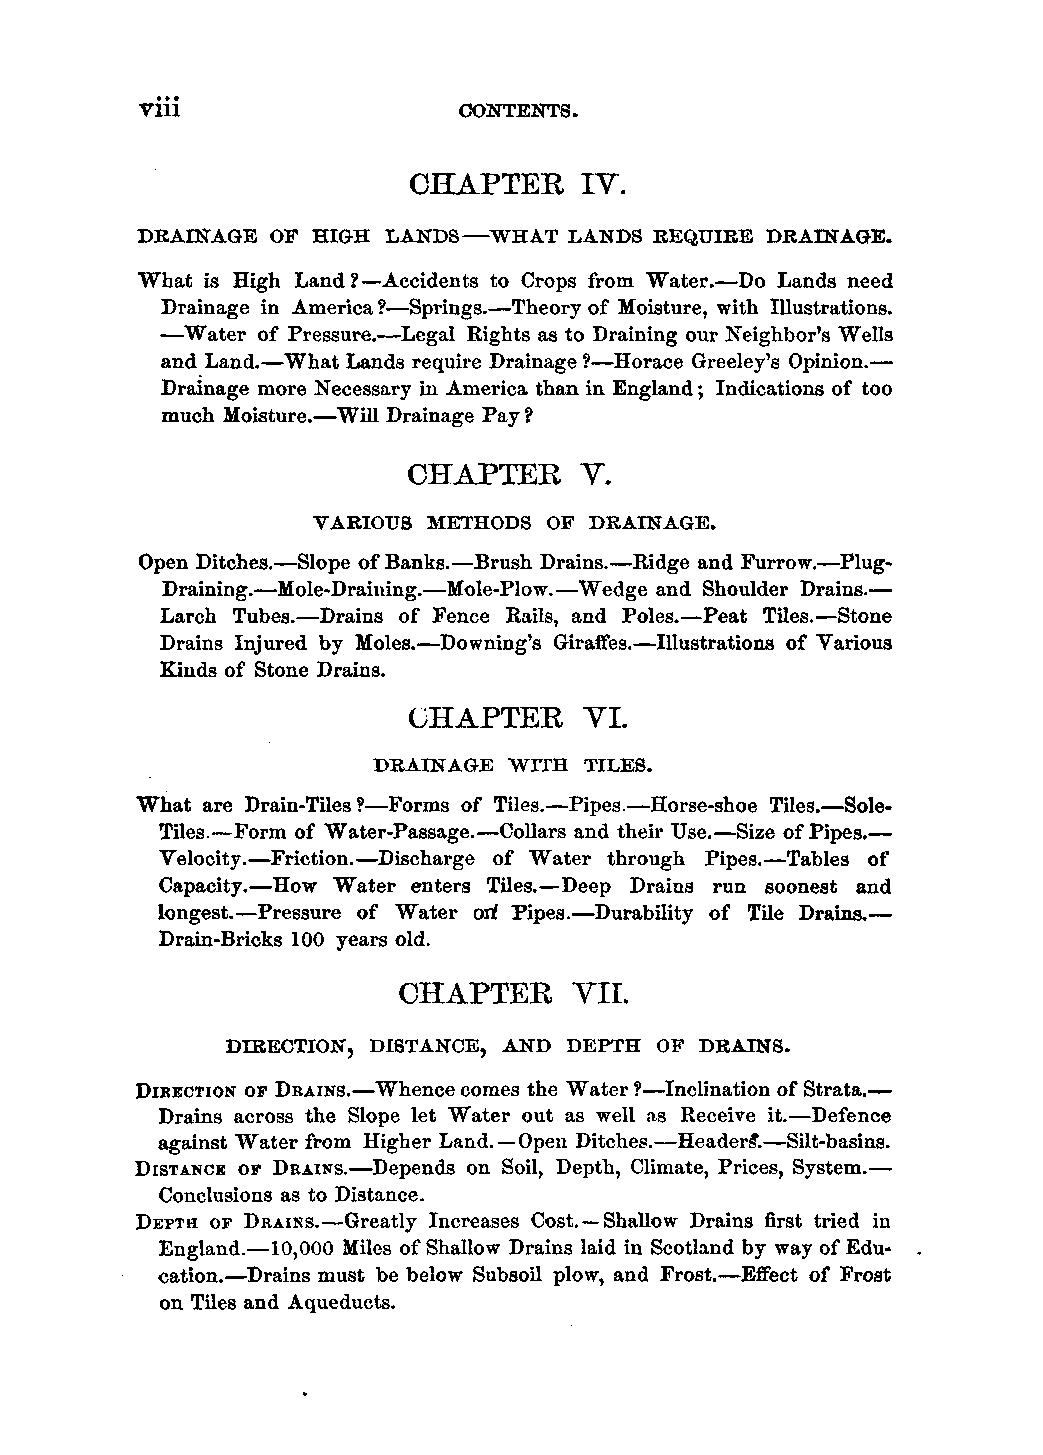 viii CONTENTS.
CHAPTER IV.
DRAINAGE OF HIGH LANDS—WHAT LANDS REQUIRE DRAINAGE.
What is High Land?—Accidents to Crops from Water.—Do Lands need
Drainage in America?—Springs.—Theory of Moisture, with Illustrations.
—Water of Pressure.—Legal Rights as to Draining our Neighbor's Wells
and Land.—What Lands require Drainage?—Horace Greeley's Opinion.—
Drainage more Necessary in America than in England; Indications of too
much Moisture.—Will Drainage Pay?
CHAPTER V.
VARIOUS METHODS OF DRAINAGE.
Open Ditches.—Slope of Banks.—Brush Drains.—Ridge and Furrow.—Plug-
Draining.—Mole-Draining.—Mole-Plow.—Wedge and Shoulder Drains.—
Larch Tubes.—Drains of Fence Rails, and Poles.—Peat Tiles.—Stone
Drains Injured by Moles.—Downing's Giraffes.—Illustrations of Various
Kinds of Stone Drains.
CHAPTER VI.
DRAINAGE WITH TILES.
What are Drain-Tiles?—Forms of Tiles.—Pipes.—Horse-shoe Tiles.—Sole-
Tiles.—Form of Water-Passage.—Collars and their Use.—Size of Pipes.—
Velocity.—Friction.—Discharge of Water through Pipes.—Tables of
Capacity.—How Water enters Tiles.—Deep Drains run soonest and
longest.—Pressure of Water on Pipes.—Durability of Tile Drains.—
Drain-Bricks 100 years old.
CHAPTER VII.
DIRECTION, DISTANCE, AND DEPTH OF DRAINS.
DIRECTION OF DRAINS.—Whence comes the Water?—Inclination of Strata.—
Drains across the Slope let Water out as well as Receive it.—Defence
against Water from Higher Land.—Open Ditches.—Headers.—Silt-basins.
DISTANCE OF DRAINS.—Depends on Soil, Depth, Climate, Prices, System.—
Conclusions as to Distance.
DEPTH OF DRAINS.—Greatly Increases Cost.—Shallow Drains first tried in
England.—10,000 Miles of Shallow Drains laid in Scotland by way of Edu-
cation.—Drains must be below Subsoil plow, and Frost.—Effect of Frost
on Tiles and Aqueducts.